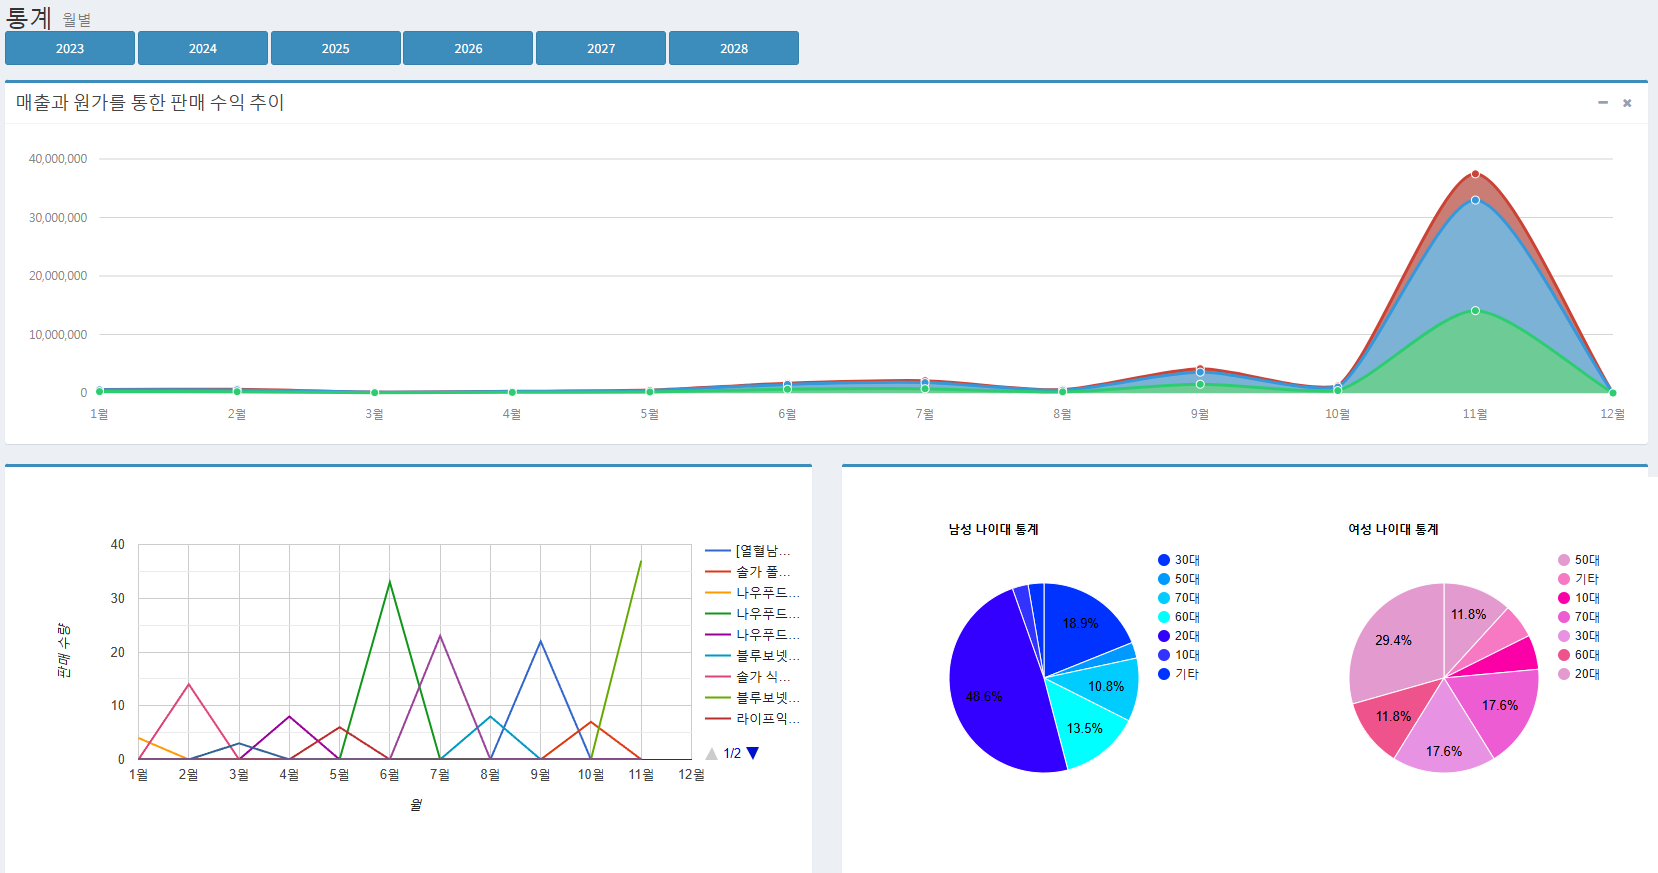 통계 월별
2023 2024 2025 2026 2027 2028
매출과 원가를 통한 판매 수익 추이
40,000,000
30,000,000
20,000,000
10,000,000
0
1월 2월 3월 4월 5월 6월 7월 8월 9월 10월 11월 12월
판매 수량
40
30
20
10
0
1월 2월 3월 4월 5월 6월 7월 8월 9월 10월 11월 12월
월
[열혈남...
솔가 폴...
나우푸드...
나우푸드...
나우푸드...
블루보넷...
솔가 식...
블루보넷...
라이프익...
1/2
남성 나이대 통계
18.9%
10.8%
13.5%
48.6%
30대
50대
70대
60대
20대
10대
기타
여성 나이대 통계
11.8%
17.6%
17.6%
11.8%
29.4%
50대
기타
10대
70대
30대
60대
20대